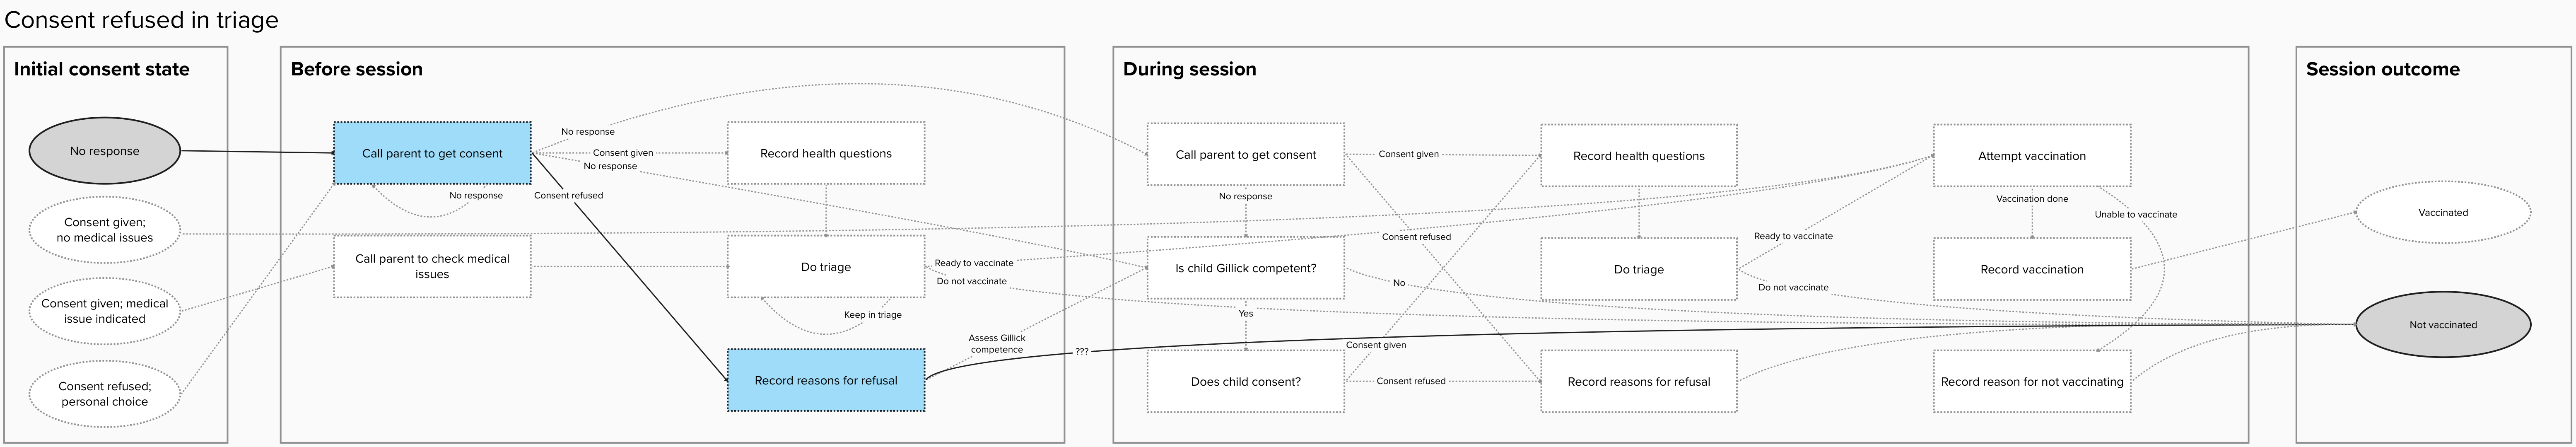 Consent refused in triage
Initial consent state
No response
Consent given;
no medical issues
Consent given; medical
issue indicated
Consent refused;
personal choice
Before session
Call parent to get consent
No response
Consent given
No response
No response
Consent refused
Record health questions
Call parent to check medical
issues
Do triage
Ready to vaccinate
Do not vaccinate
Keep in triage
Record reasons for refusal
Assess Gillick
competence
???
During session
Call parent to get consent
Consent given
No response
Consent refused
Is child Gillick competent?
No
Yes
Does child consent?
Consent given
Consent refused
Record health questions
Do triage
Ready to vaccinate
Do not vaccinate
Record reasons for refusal
Attempt vaccination
Vaccination done
Unable to vaccinate
Record vaccination
Record reason for not vaccinating
Session outcome
Vaccinated
Not vaccinated